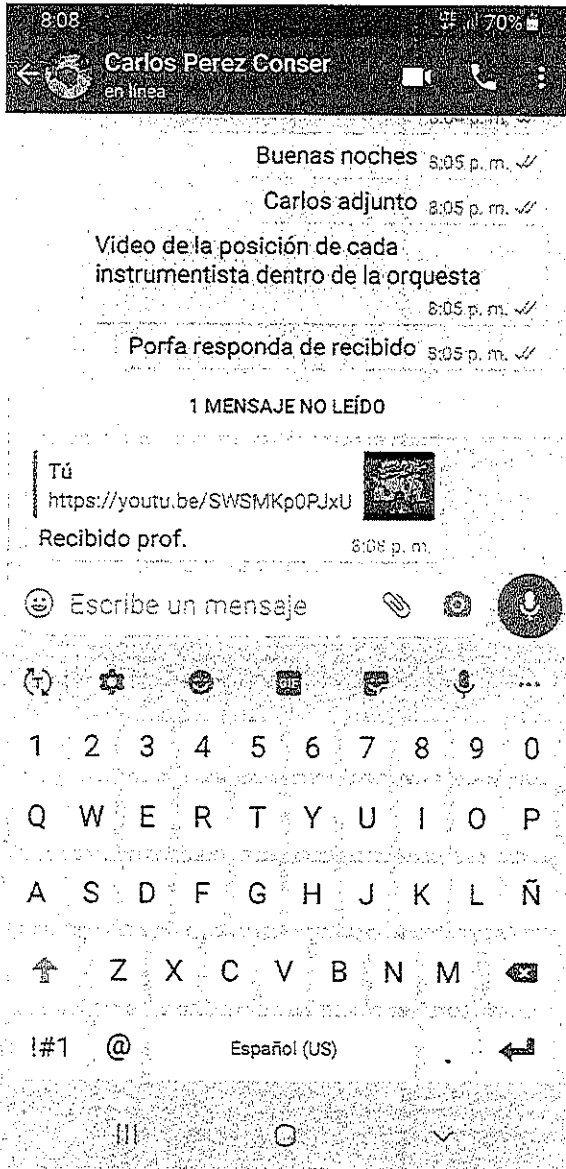 8:08 70%
Carlos Perez Conser
en línea
Buenas noches 8:05 p. m.
Carlos adjunto 8:05 p. m.
Video de la posición de cada
instrumentista dentro de la orquesta
8:05 p. m.
Porfa responda de recibido 8:05 p. m.
1 MENSAJE NO LEÍDO
Tú
https://youtu.be/SWSMKp0PJxU
Recibido prof. 8:08 p. m.
Escribe un mensaje
GIF
1 2 3 4 5 6 7 8 9 0
Q W E R T Y U I O P
A S D F G H J K L Ñ
Z X C V B N M
!#1 @ Español (US) .